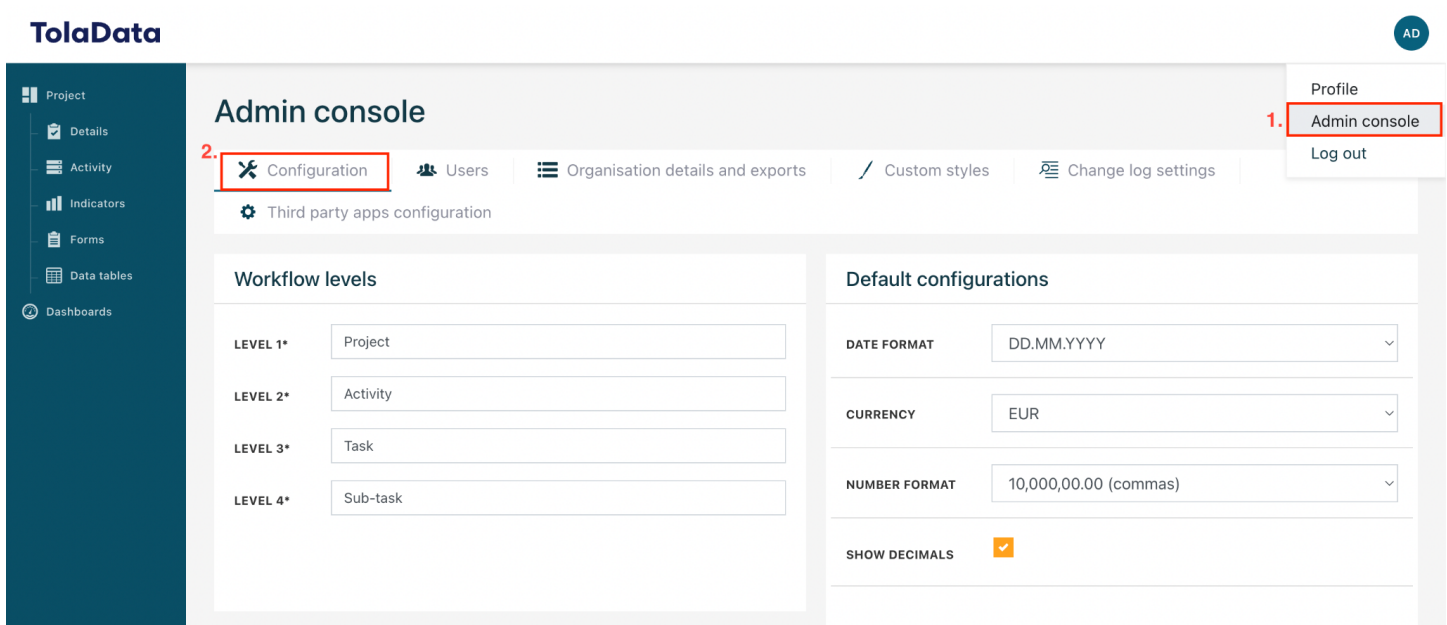 TolaData
AD
Project
Details
Activity
Indicators
Forms
Data tables
Dashboards
Profile
1. Admin console
Log out
Admin console
2. Configuration
Users
Organisation details and exports
Custom styles
Change log settings
Third party apps configuration
Workflow levels
LEVEL 1* Project
LEVEL 2* Activity
LEVEL 3* Task
LEVEL 4* Sub-task
Default configurations
DATE FORMAT DD.MM.YYYY
CURRENCY EUR
NUMBER FORMAT 10,000,00.00 (commas)
SHOW DECIMALS